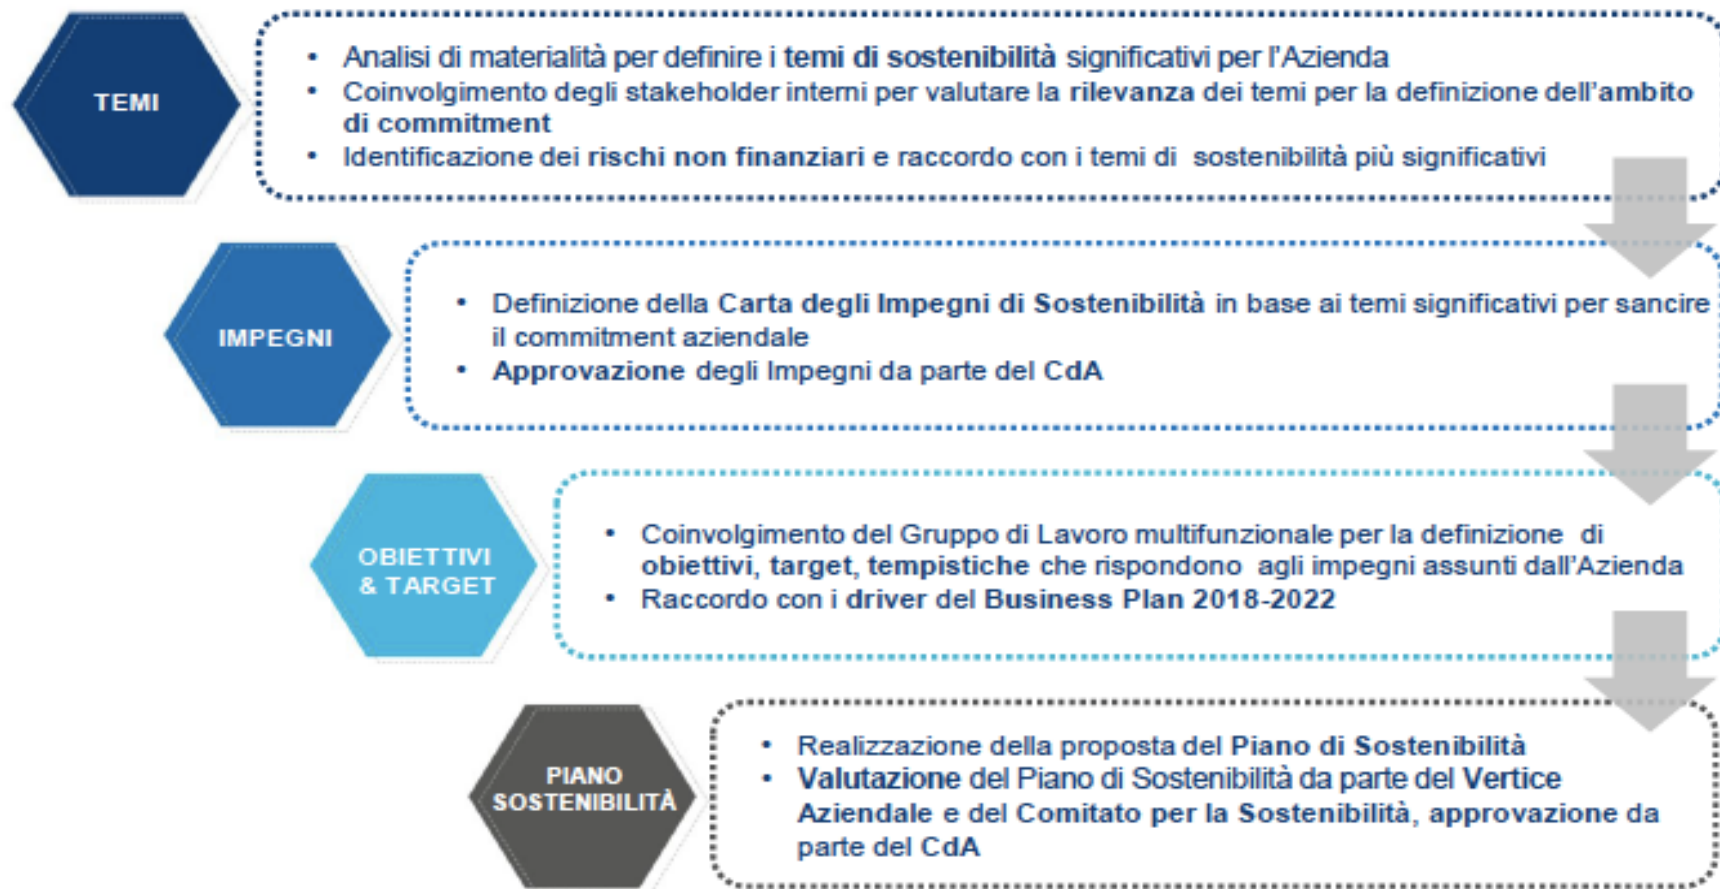 TEMI
• Analisi di materialità per definire i temi di sostenibilità significativi per l'Azienda
• Coinvolgimento degli stakeholder interni per valutare la rilevanza dei temi per la definizione dell'ambito
di commitment
• Identificazione dei rischi non finanziari e raccordo con i temi di sostenibilità più significativi
IMPEGNI
• Definizione della Carta degli Impegni di Sostenibilità in base ai temi significativi per sancire
il commitment aziendale
• Approvazione degli Impegni da parte del CdA
OBIETTIVI
& TARGET
• Coinvolgimento del Gruppo di Lavoro multifunzionale per la definizione di
obiettivi, target, tempistiche che rispondono agli impegni assunti dall'Azienda
• Raccordo con i driver del Business Plan 2018-2022
PIANO
SOSTENIBILITÀ
• Realizzazione della proposta del Piano di Sostenibilità
• Valutazione del Piano di Sostenibilità da parte del Vertice
Aziendale e del Comitato per la Sostenibilità, approvazione da
parte del CdA